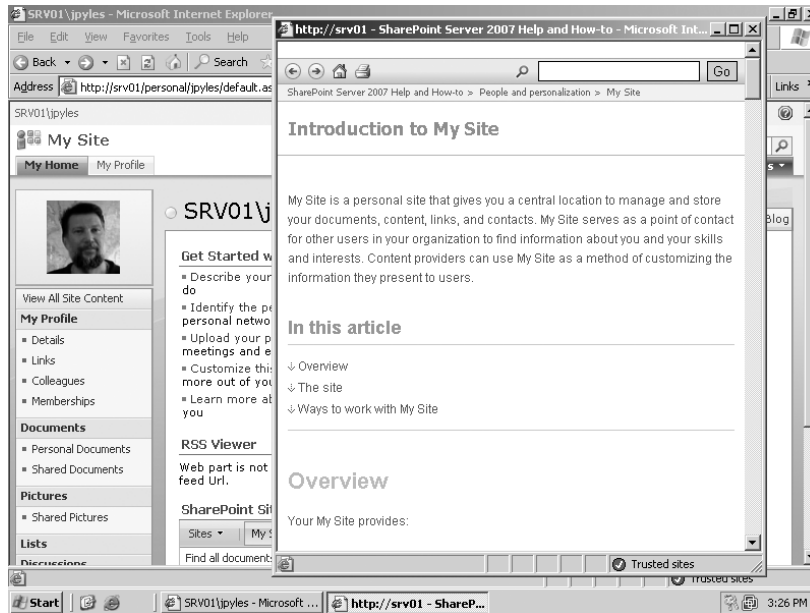 SRV01\jpyles - Microsoft Internet Explorer
File Edit View Favorites Tools Help
Back Search
Address http://srv01/personal/jpyles/default.as
Links
SRV01\jpyles
My Site
My Home My Profile
SRV01\j
Blog
View All Site Content
My Profile
Details
Links
Colleagues
Memberships
Documents
Personal Documents
Shared Documents
Pictures
Shared Pictures
Lists
Discussions
Get Started w
Describe your
do
Identify the pe
personal netwo
Upload your p
meetings and e
Customize this
more out of you
Learn more ab
you
RSS Viewer
Web part is not
feed Url.
SharePoint Sit
Sites My S
Find all document
http://srv01 - SharePoint Server 2007 Help and How-to - Microsoft Int...
Go
SharePoint Server 2007 Help and How-to > People and personalization > My Site
Introduction to My Site
My Site is a personal site that gives you a central location to manage and store
your documents, content, links, and contacts. My Site serves as a point of contact
for other users in your organization to find information about you and your skills
and interests. Content providers can use My Site as a method of customizing the
information they present to users.
In this article
Overview
The site
Ways to work with My Site
Overview
Your My Site provides:
Trusted sites
Trusted sites
Start SRV01\jpyles - Microsoft ... http://srv01 - ShareP... 3:26 PM